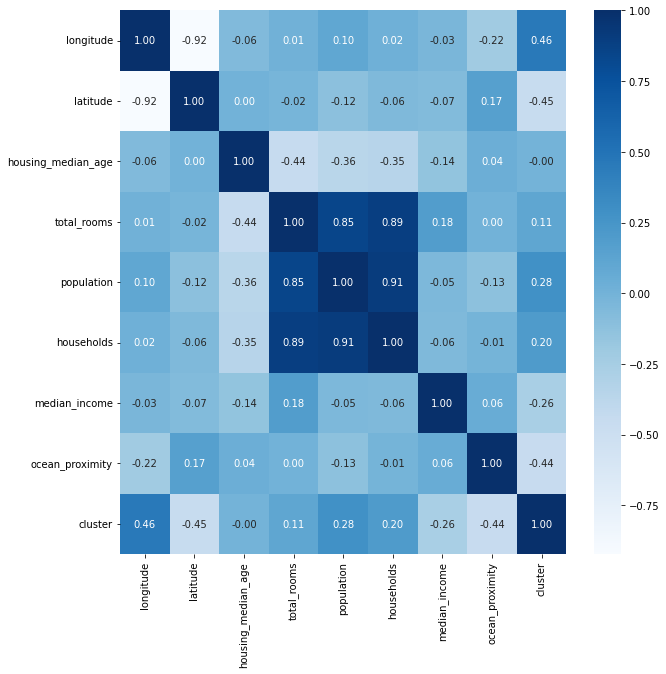 longitude 1.00 -0.92 -0.06 0.01 0.10 0.02 -0.03 -0.22 0.46
latitude -0.92 1.00 0.00 -0.02 -0.12 -0.06 -0.07 0.17 -0.45
housing_median_age -0.06 0.00 1.00 -0.44 -0.36 -0.35 -0.14 0.04 -0.00
total_rooms 0.01 -0.02 -0.44 1.00 0.85 0.89 0.18 0.00 0.11
population 0.10 -0.12 -0.36 0.85 1.00 0.91 -0.05 -0.13 0.28
households 0.02 -0.06 -0.35 0.89 0.91 1.00 -0.06 -0.01 0.20
median_income -0.03 -0.07 -0.14 0.18 -0.05 -0.06 1.00 0.06 -0.26
ocean_proximity -0.22 0.17 0.04 0.00 -0.13 -0.01 0.06 1.00 -0.44
cluster 0.46 -0.45 -0.00 0.11 0.28 0.20 -0.26 -0.44 1.00
longitude
latitude
housing_median_age
total_rooms
population
households
median_income
ocean_proximity
cluster
1.00
0.75
0.50
0.25
0.00
−0.25
−0.50
−0.75